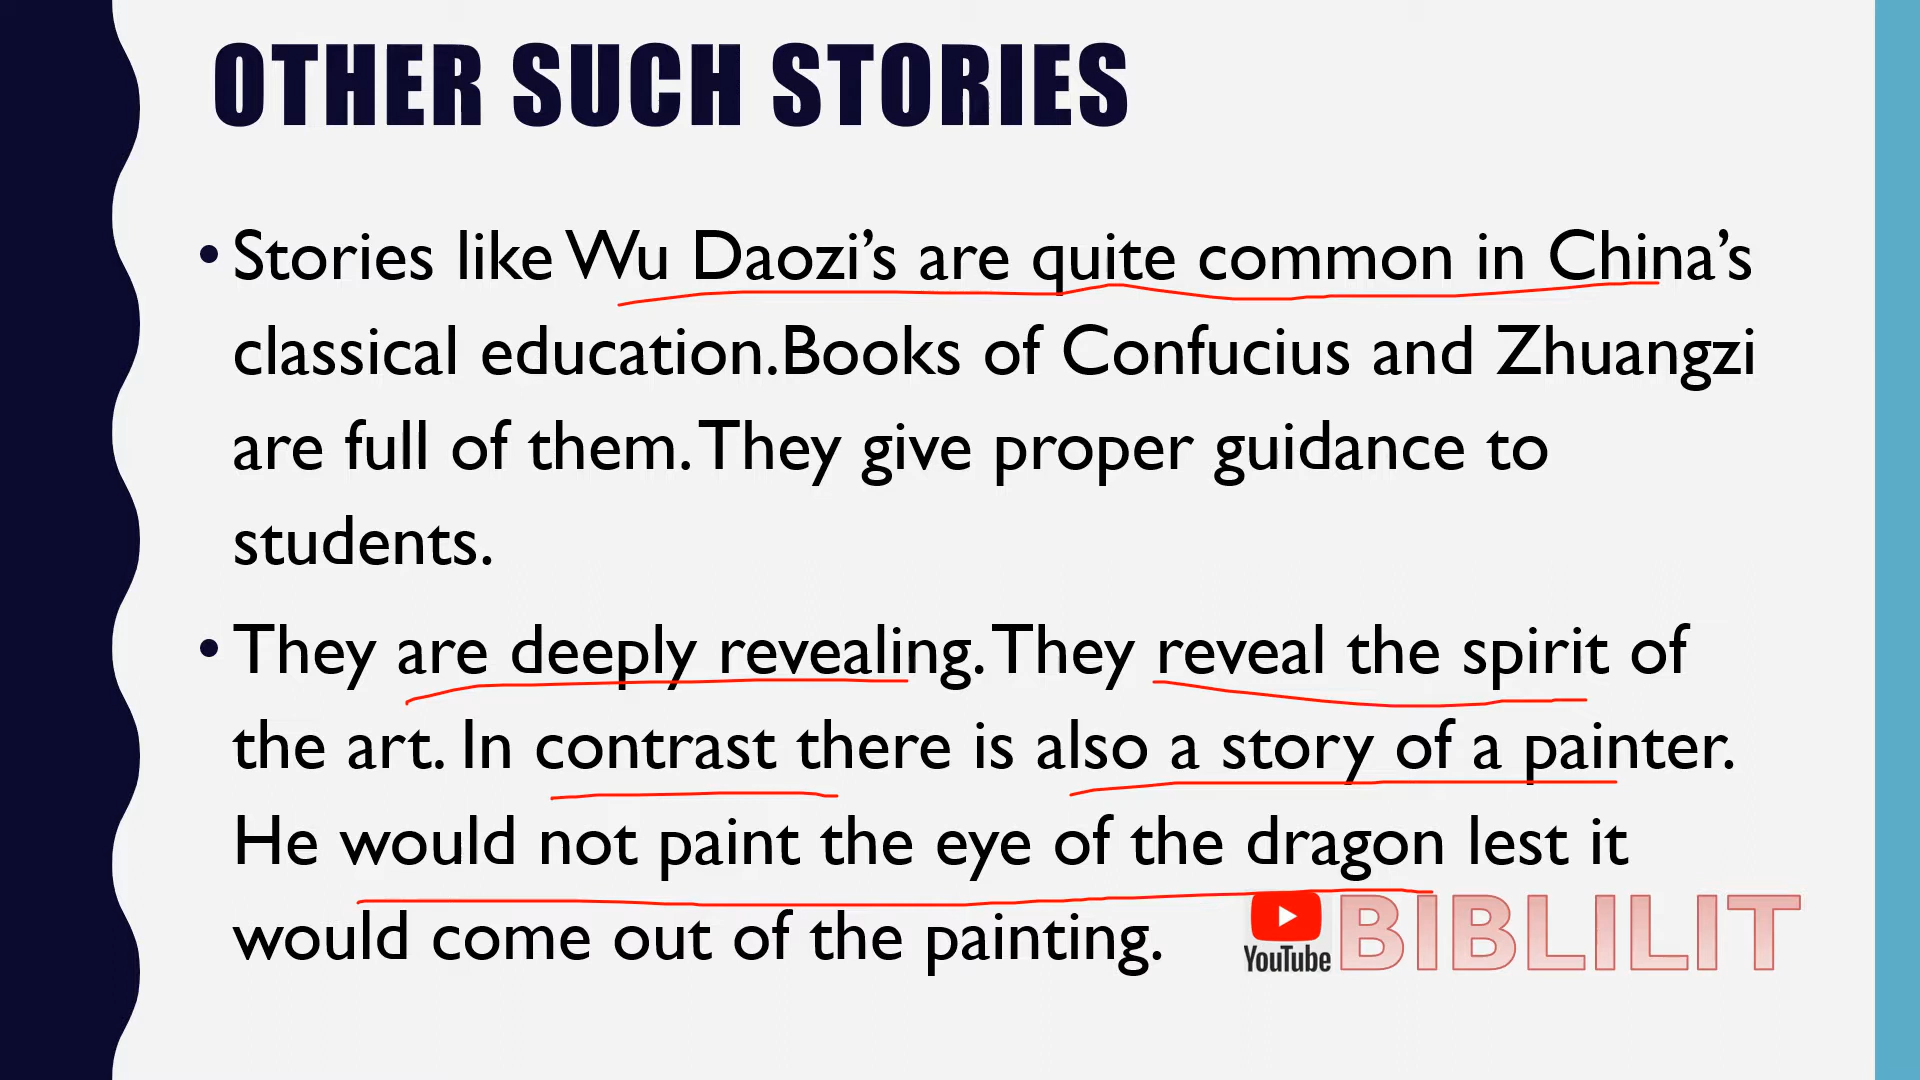 OTHER SUCH STORIES
• Stories like Wu Daozi’s are quite common in China’s
classical education.Books of Confucius and Zhuangzi
are full of them. They give proper guidance to
students.
• They are deeply revealing. They reveal the spirit of
the art. In contrast there is also a story of a painter.
He would not paint the eye of the dragon lest it
would come out of the painting.
YouTube BIBLILIT